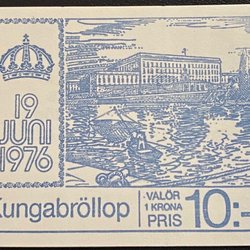 19
JUNI
1976
Kungabröllop
VALÖR
1 KRONA
PRIS 10:-